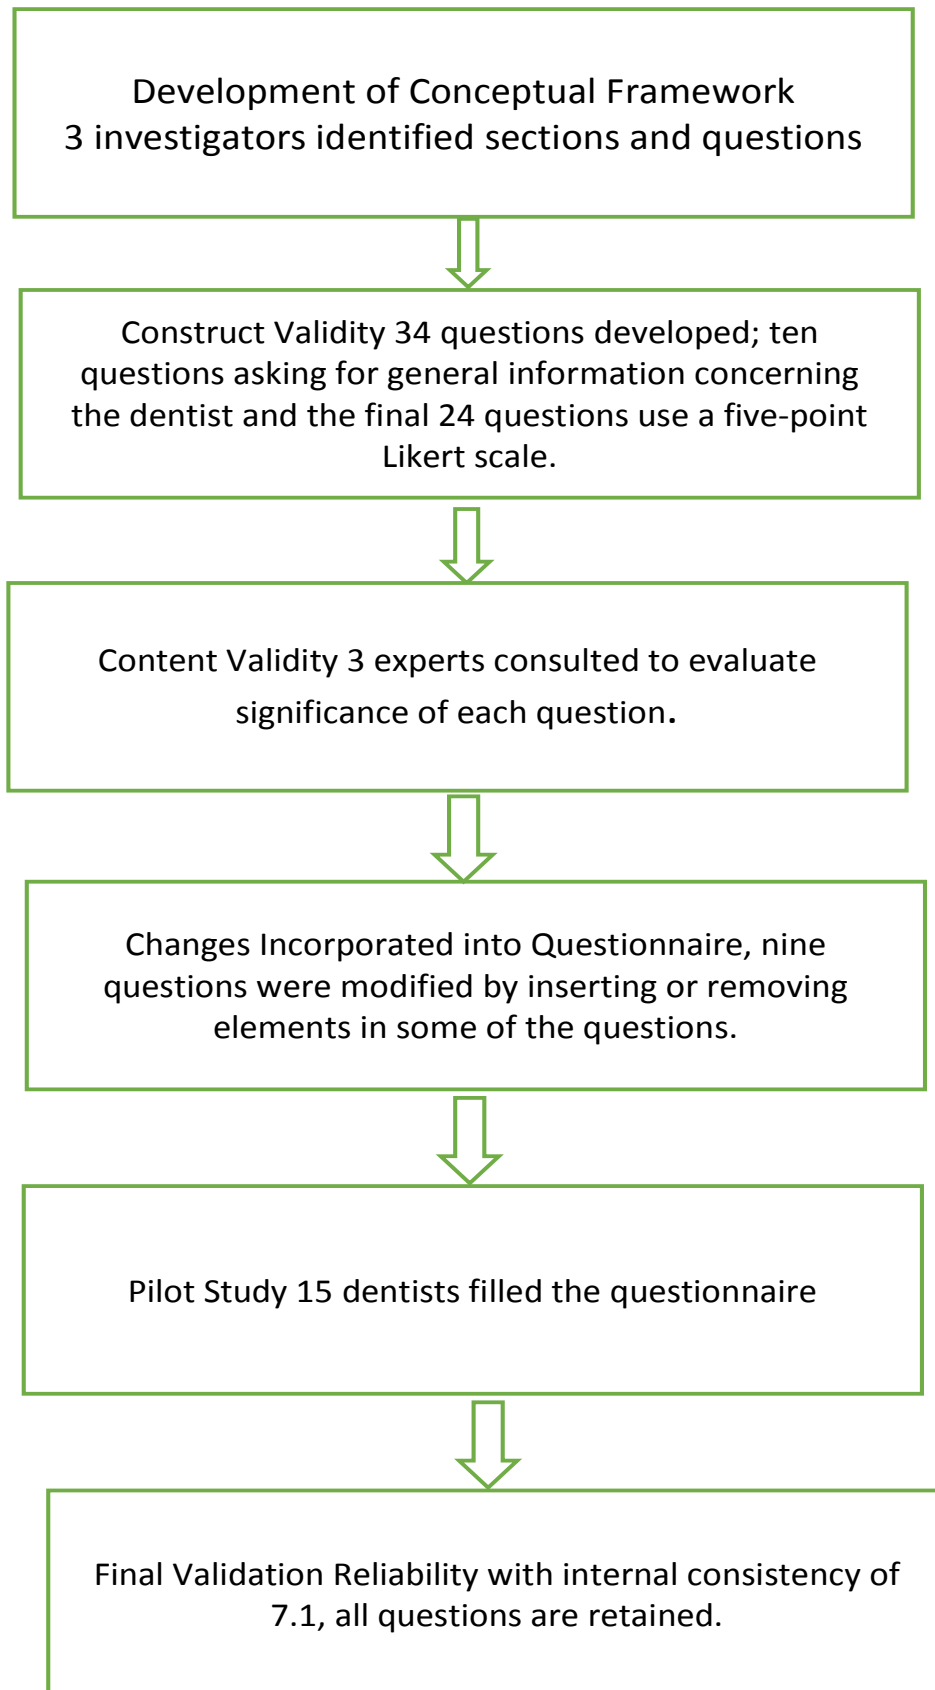 Development of Conceptual Framework
3 investigators identified sections and questions
Construct Validity 34 questions developed; ten
questions asking for general information concerning
the dentist and the final 24 questions use a five-point
Likert scale.
Content Validity 3 experts consulted to evaluate
significance of each question.
Changes Incorporated into Questionnaire, nine
questions were modified by inserting or removing
elements in some of the questions.
Pilot Study 15 dentists filled the questionnaire
Final Validation Reliability with internal consistency of
7.1, all questions are retained.